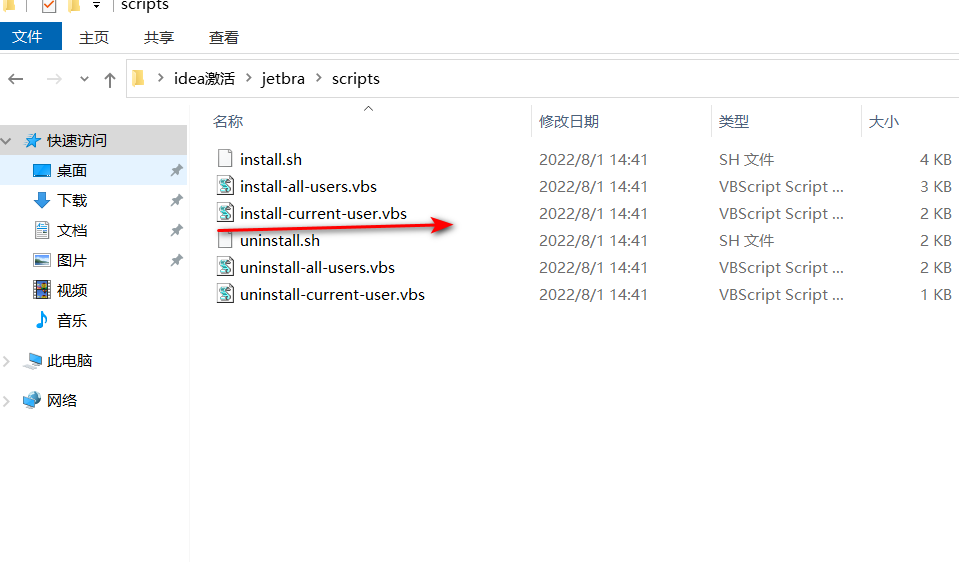 scripts
文件 主页 共享 查看
idea激活 jetbra scripts
名称 修改日期 类型 大小
快速访问
桌面
下载
文档
图片
视频
音乐
此电脑
网络
install.sh 2022/8/1 14:41 SH 文件 4 KB
install-all-users.vbs 2022/8/1 14:41 VBScript Script ... 3 KB
install-current-user.vbs 2022/8/1 14:41 VBScript Script ... 2 KB
uninstall.sh 2022/8/1 14:41 SH 文件 2 KB
uninstall-all-users.vbs 2022/8/1 14:41 VBScript Script ... 2 KB
uninstall-current-user.vbs 2022/8/1 14:41 VBScript Script ... 1 KB